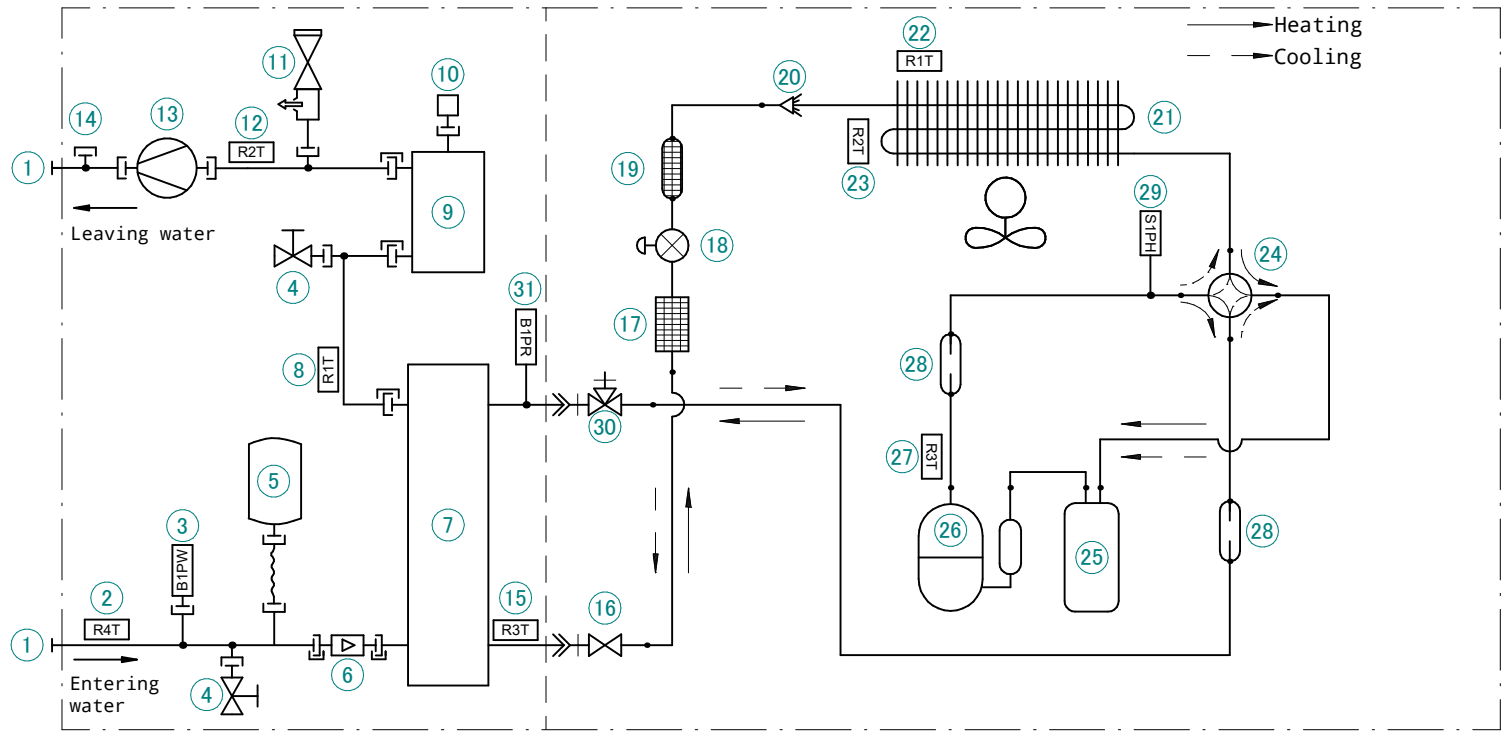 22
Heating
Cooling
R1T
11
10
20
14
13
12
21
R2T
R2T
1
19
23
29
9
S1PH
Leaving water
18
24
4
31
17
B1PR
8
R1T
28
30
27
R3T
5
7
26
28
3
25
B1PW
2
15
16
R4T
1
R3T
6
Entering
water
4